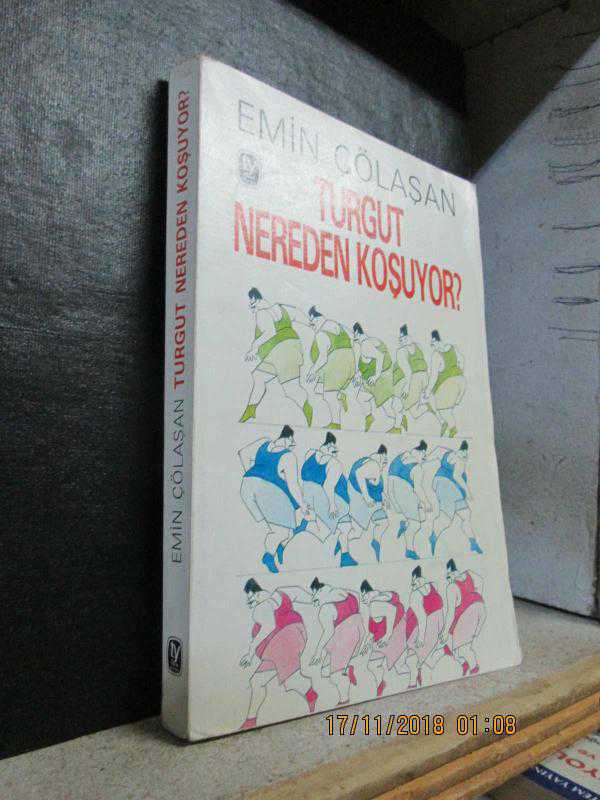 EMİN ÇÖLAŞAN
TURGUT
NEREDEN KOŞUYOR?
EMİN ÇÖLAŞAN TURGUT NEREDEN KOŞUYOR?
17/11/2018 01:08